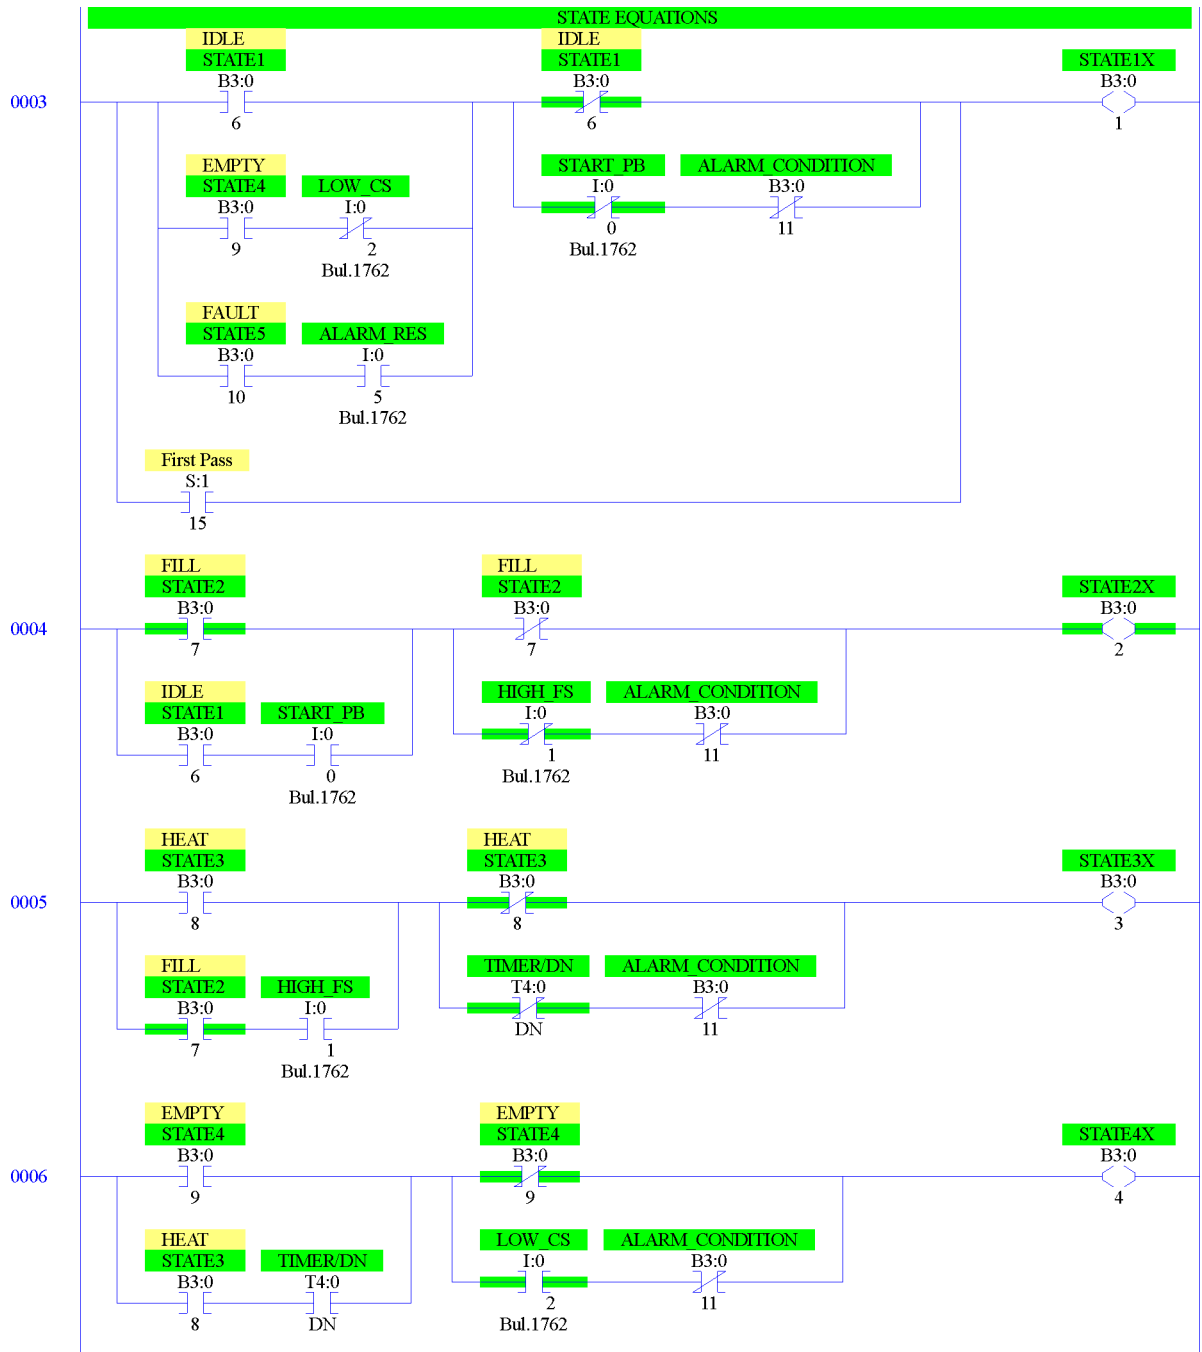 STATE EQUATIONS
IDLE
STATE1
B3:0
6
IDLE
STATE1
B3:0
6
STATE1X
B3:0
1
0003
EMPTY
STATE4
B3:0
9
LOW_CS
I:0
2
Bul.1762
START_PB
I:0
0
Bul.1762
ALARM_CONDITION
B3:0
11
FAULT
STATE5
B3:0
10
ALARM_RES
I:0
5
Bul.1762
First Pass
S:1
15
FILL
STATE2
B3:0
7
FILL
STATE2
B3:0
7
STATE2X
B3:0
2
0004
IDLE
STATE1
B3:0
6
START_PB
I:0
0
Bul.1762
HIGH_FS
I:0
1
Bul.1762
ALARM_CONDITION
B3:0
11
HEAT
STATE3
B3:0
8
HEAT
STATE3
B3:0
8
STATE3X
B3:0
3
0005
FILL
STATE2
B3:0
7
HIGH_FS
I:0
1
Bul.1762
TIMER/DN
T4:0
DN
ALARM_CONDITION
B3:0
11
EMPTY
STATE4
B3:0
9
EMPTY
STATE4
B3:0
9
STATE4X
B3:0
4
0006
HEAT
STATE3
B3:0
8
TIMER/DN
T4:0
DN
LOW_CS
I:0
2
Bul.1762
ALARM_CONDITION
B3:0
11